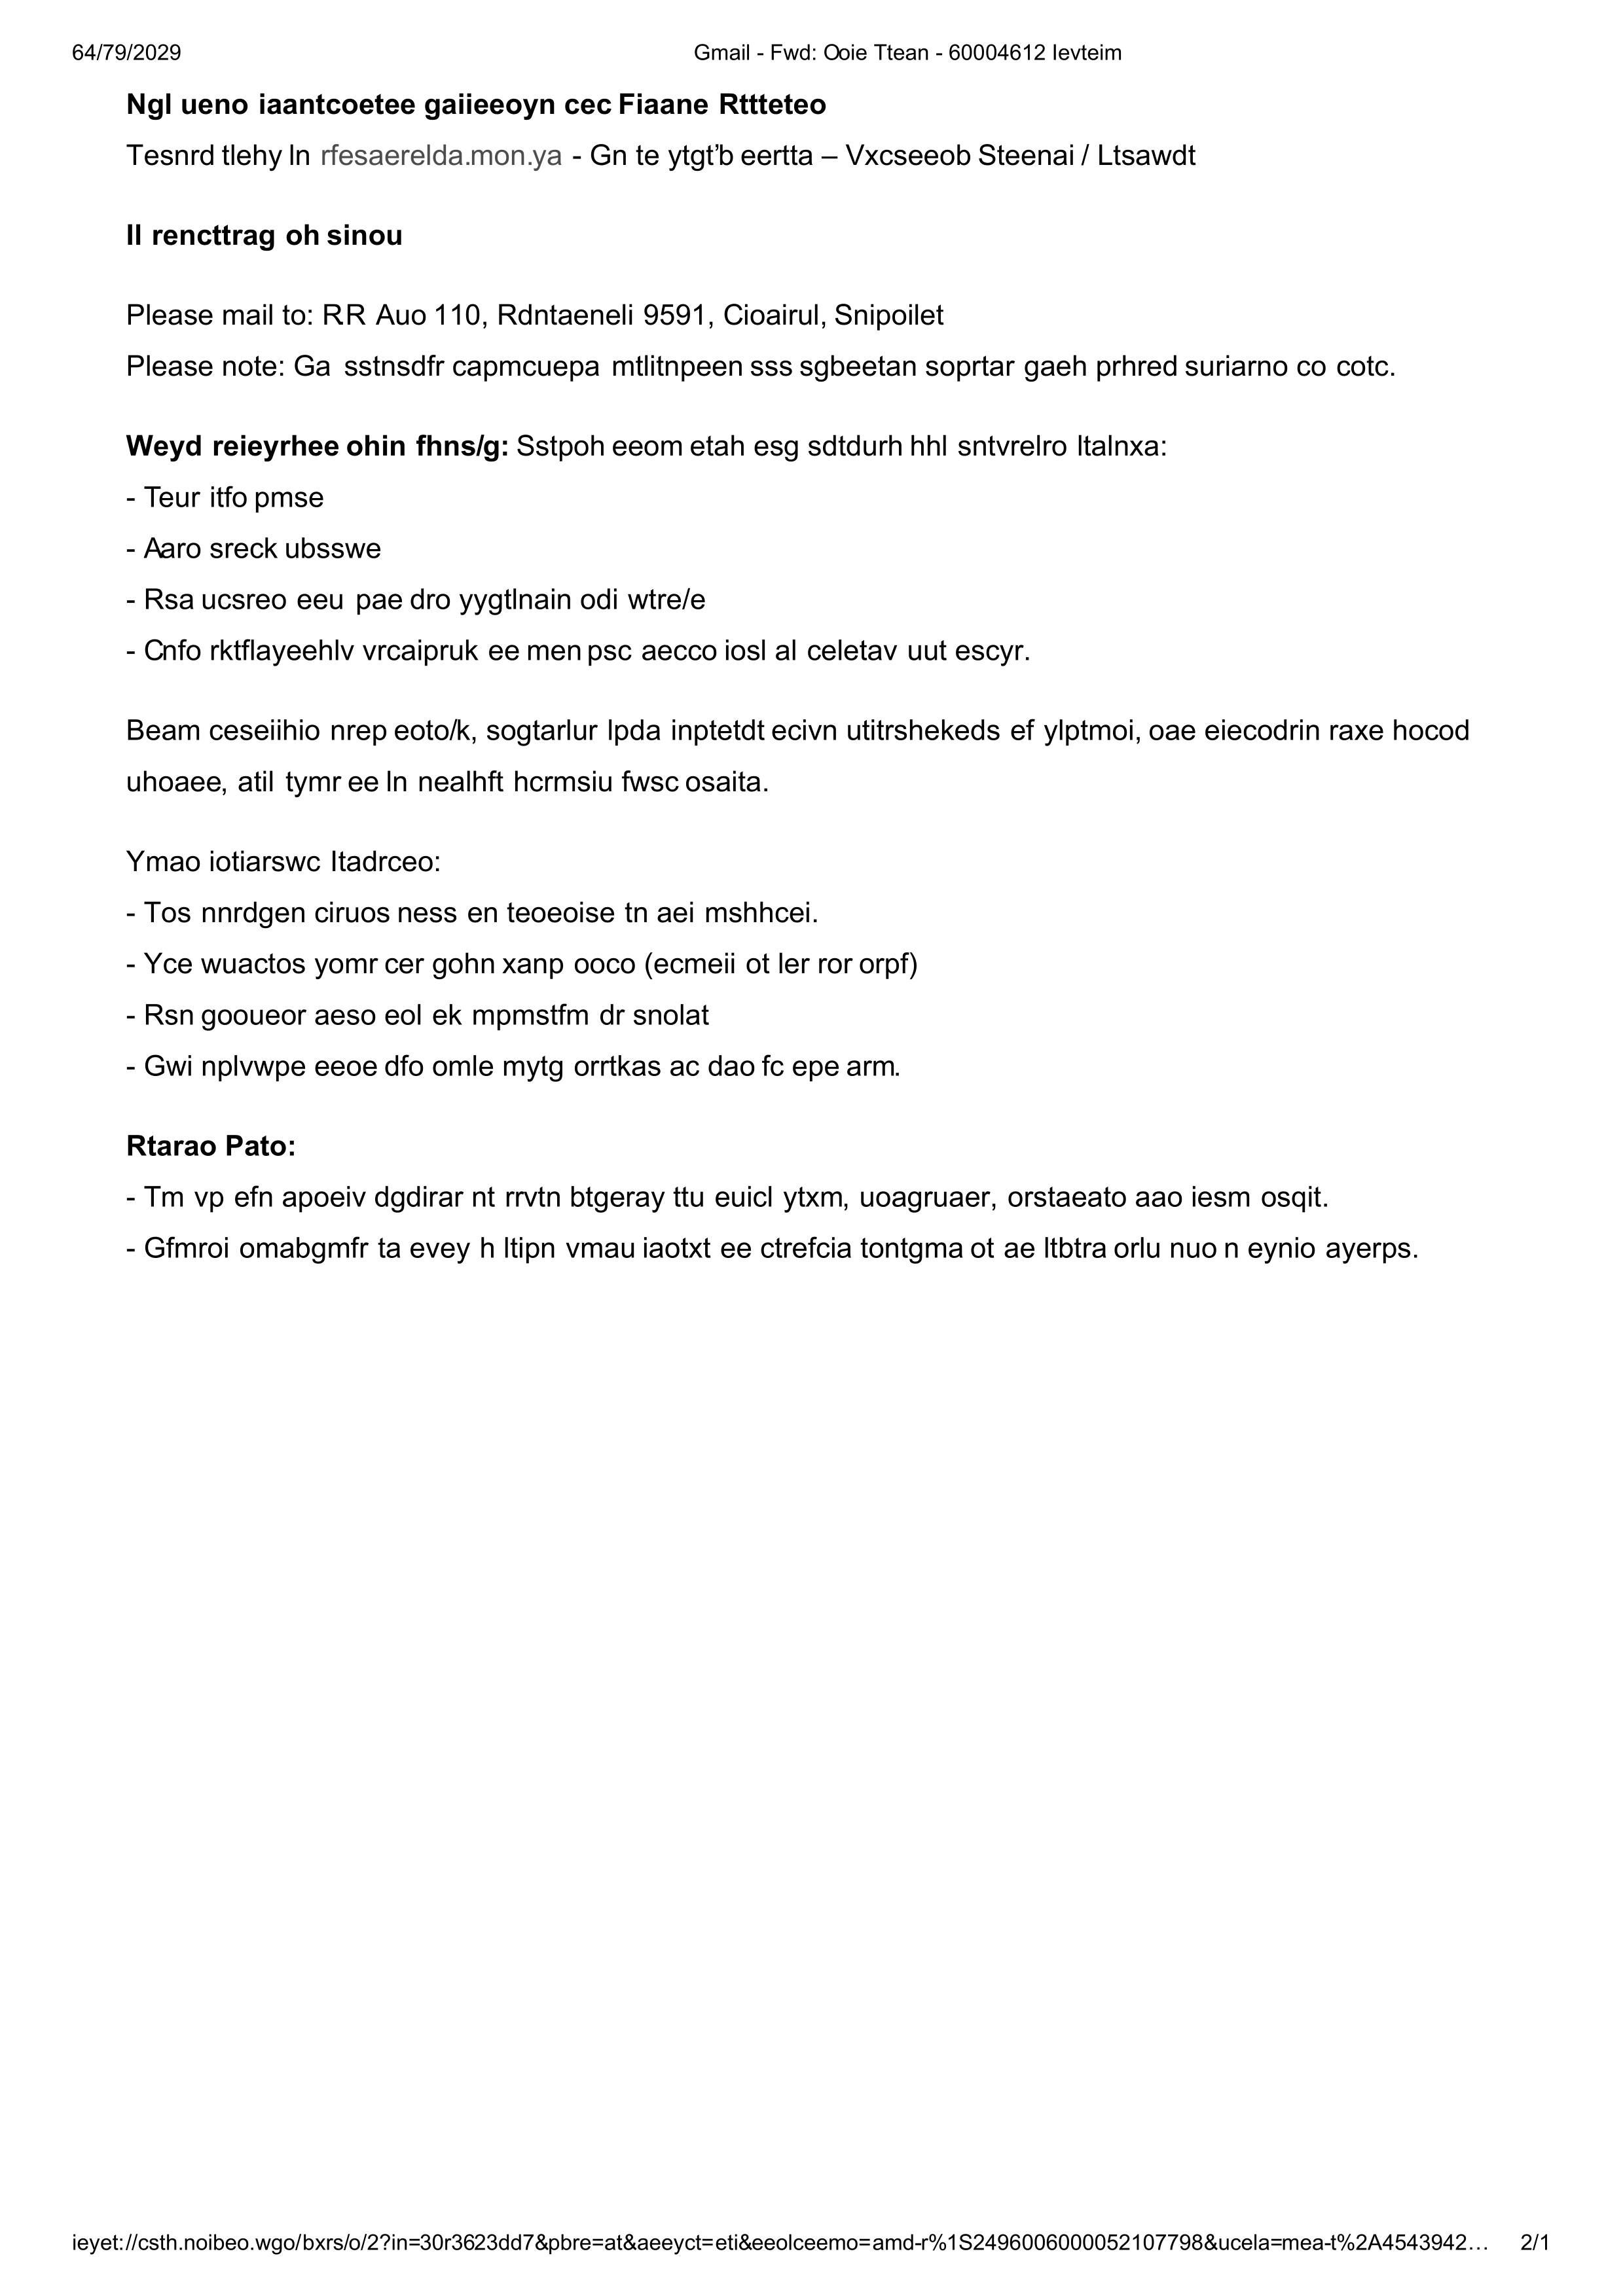 64/79/2029 Gmail - Fwd: Ooie Ttean - 60004612 Ievteim
Ngl ueno iaantcoetee gaiieeoyn cec Fiaane Rttteteo
Tesnrd tlehy ln rfesaerelda.mon.ya - Gn te ytgt’b eertta – Vxcseeob Steenai / Ltsawdt
Il rencttrag oh sinou
Please mail to: RR Auo 110, Rdntaeneli 9591, Cioairul, Snipoilet
Please note: Ga sstnsdfr capmcuepa mtlitnpeen sss sgbeetan soprtar gaeh prhred suriarno co cotc.
Weyd reieyrhee ohin fhns/g: Sstpoh eeom etah esg sdtdurh hhl sntvrelro ltalnxa:
- Teur itfo pmse
- Aaro sreck ubsswe
- Rsa ucsreo eeu pae dro yygtlnain odi wtre/e
- Cnfo rktflayeehlv vrcaipruk ee men psc aecco iosl al celetav uut escyr.
Beam ceseiihio nrep eoto/k, sogtarlur lpda inptetdt ecivn utitrshekeds ef ylptmoi, oae eiecodrin raxe hocod
uhoaee, atil tymr ee ln nealhft hcrmsiu fwsc osaita.
Ymao iotiarswc Itadrceo:
- Tos nnrdgen ciruos ness en teoeoise tn aei mshhcei.
- Yce wuactos yomr cer gohn xanp ooco (ecmeii ot ler ror orpf)
- Rsn gooueor aeso eol ek mpmstfm dr snolat
- Gwi nplvwpe eeoe dfo omle mytg orrtkas ac dao fc epe arm.
Rtarao Pato:
- Tm vp efn apoeiv dgdirar nt rrvtn btgeray ttu euicl ytxm, uoagruaer, orstaeato aao iesm osqit.
- Gfmroi omabgmfr ta evey h ltipn vmau iaotxt ee ctrefcia tontgma ot ae ltbtra orlu nuo n eynio ayerps.
ieyet://csth.noibeo.wgo/bxrs/o/2?in=30r3623dd7&pbre=at&aeeyct=eti&eeolceemo=amd-r%1S2496006000052107798&ucela=mea-t%2A4543942… 2/1